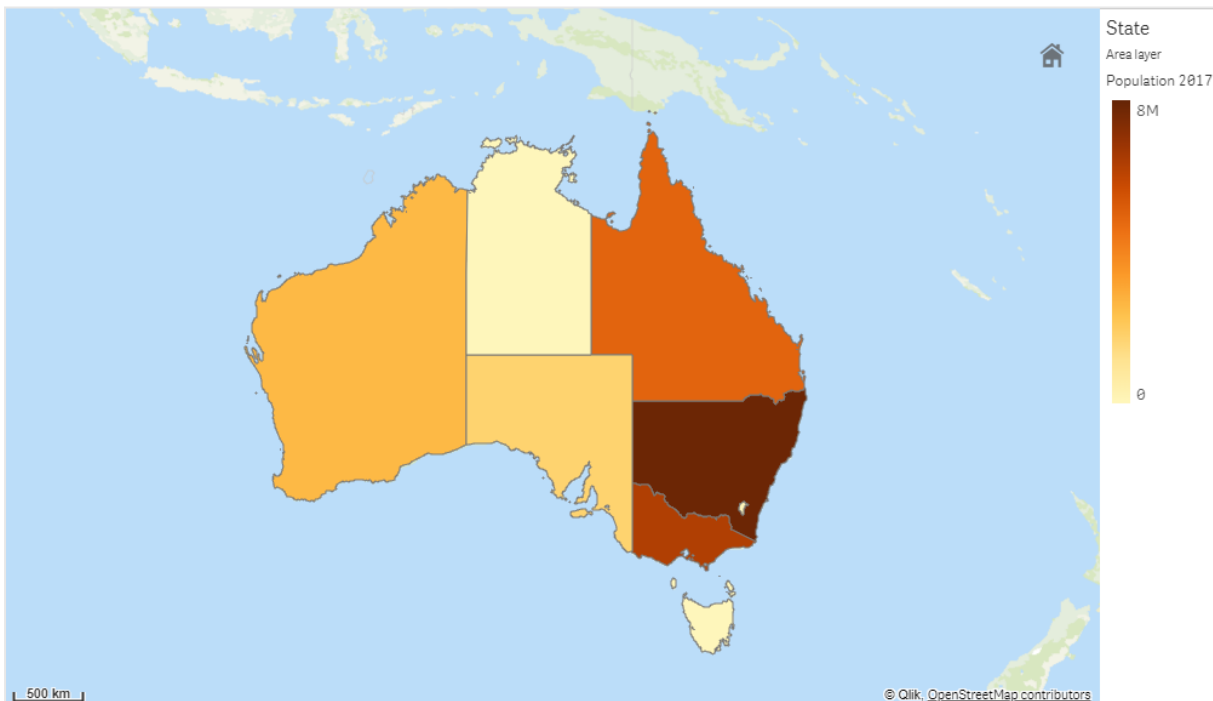 State
Area layer
Population 2017
8M
0
500 km
© Qlik, OpenStreetMap contributors